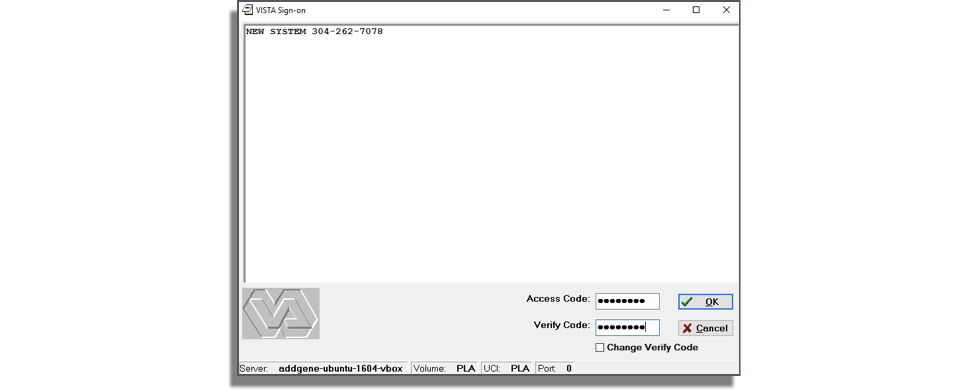 VISTA Sign-on
NEW SYSTEM 304-262-7078
Access Code: ●●●●●●●●
OK
Verify Code: ●●●●●●●●
Cancel
Change Verify Code
Server: addgene-ubuntu-1604-vbox Volume: PLA UCI: PLA Port: 0